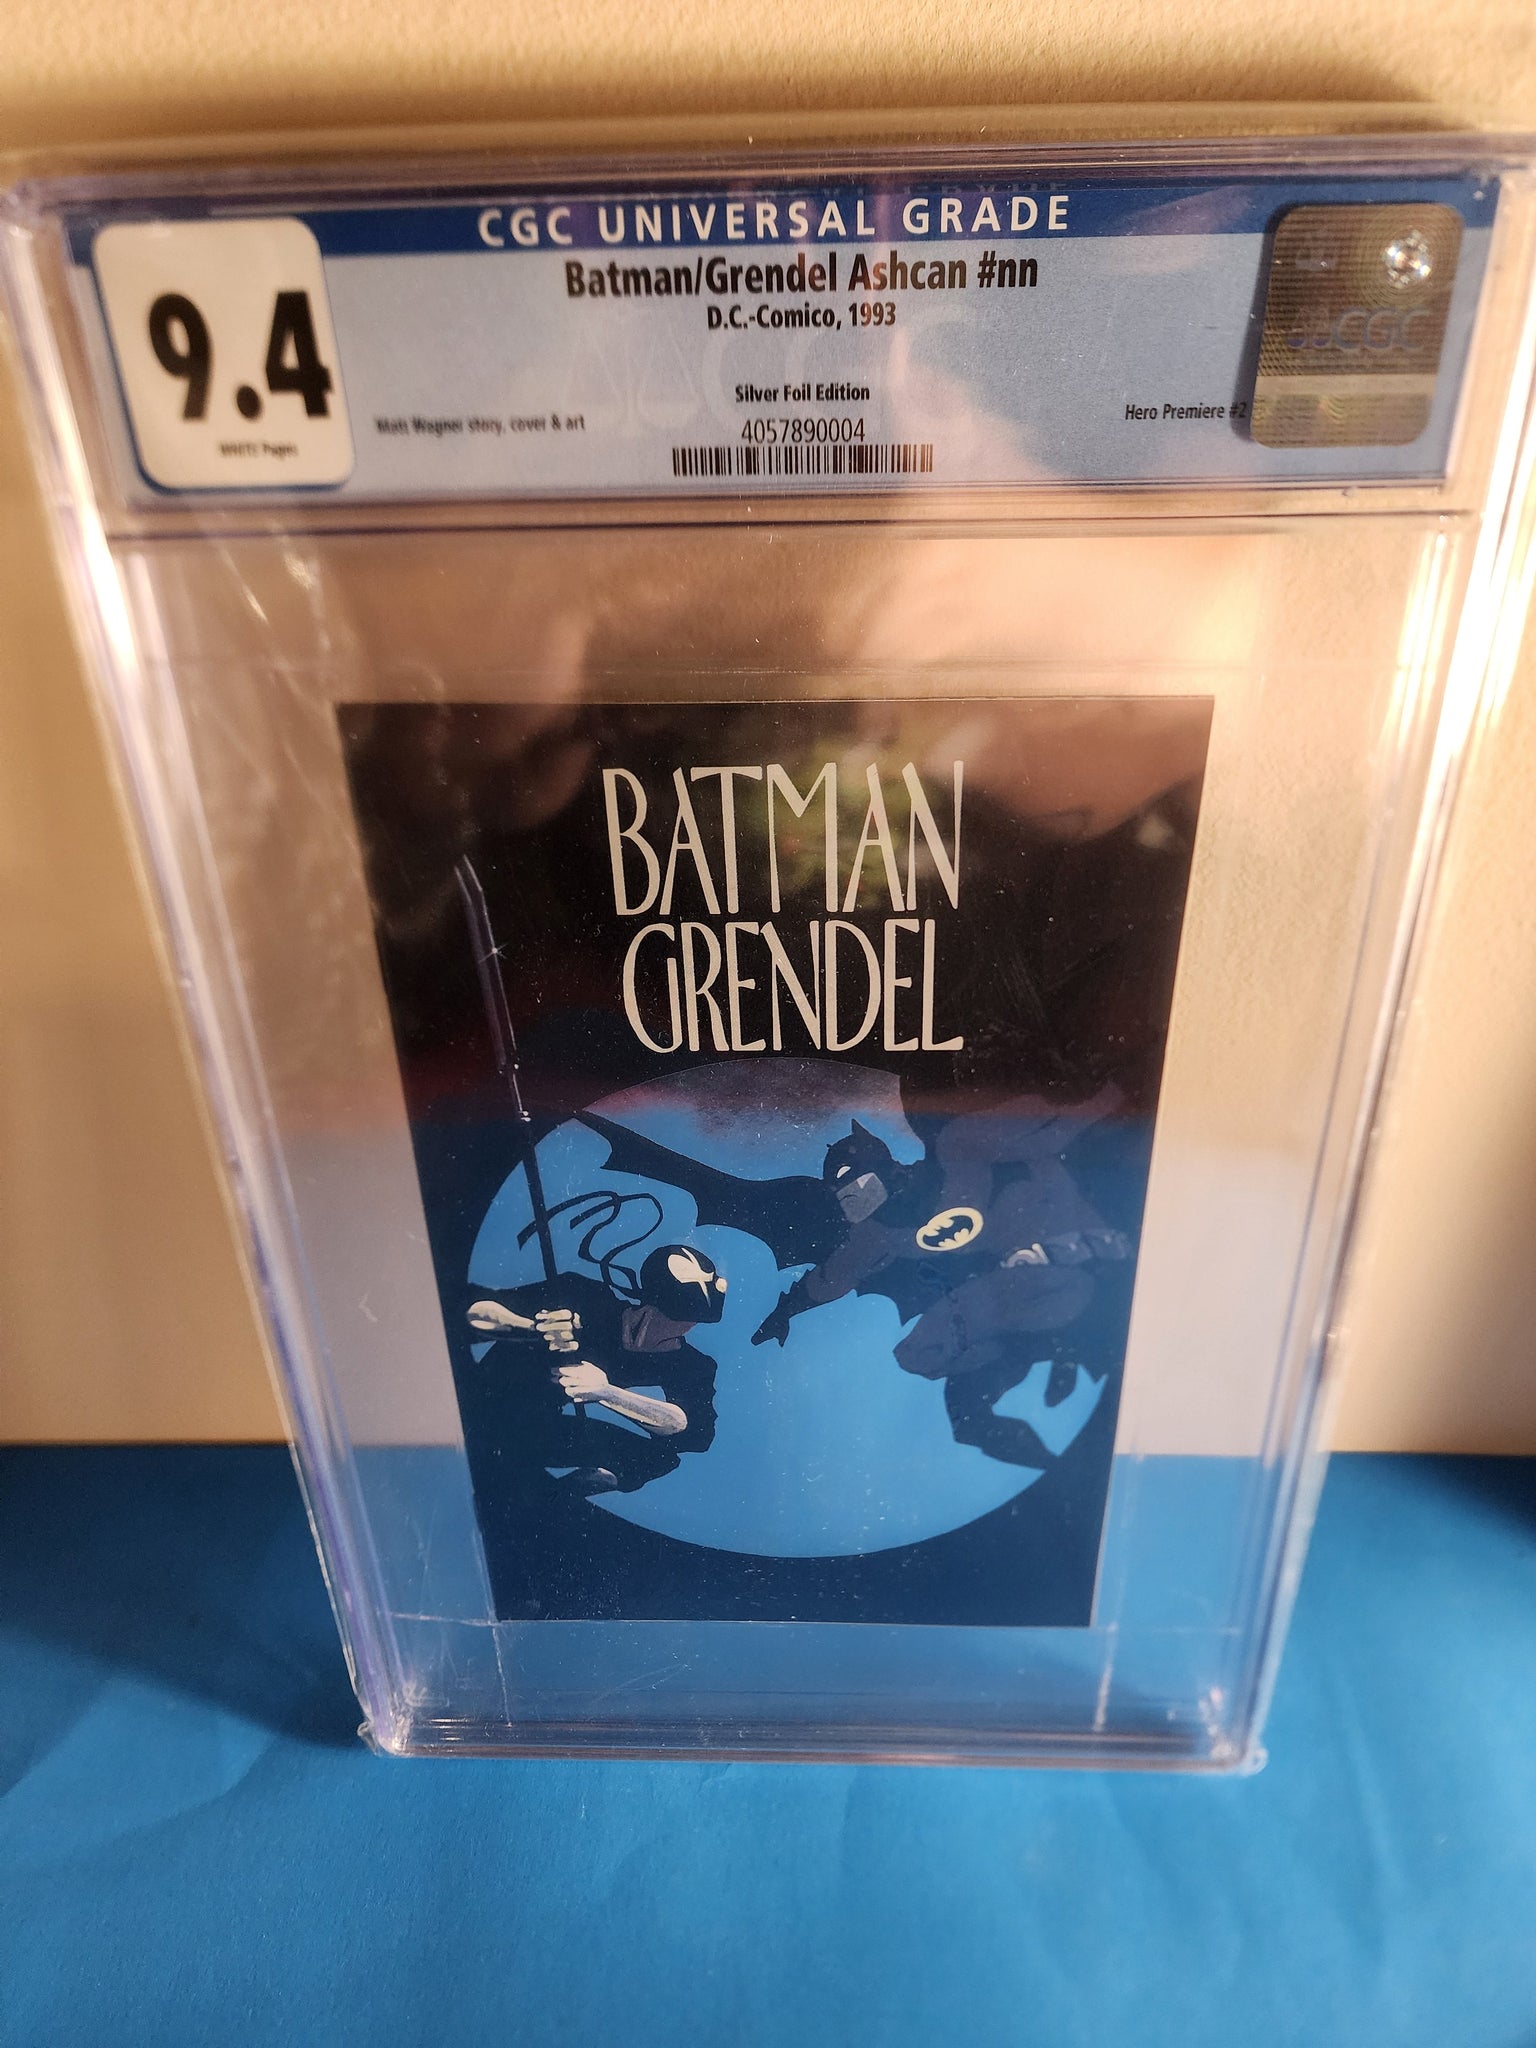 CGC UNIVERSAL GRADE
9.4
WHITE Pages
Batman/Grendel Ashcan #nn
D.C.-Comico, 1993
Silver Foil Edition
Matt Wagner story, cover & art
Hero Premiere #2
4057890004
CGC
BATMAN
GRENDEL